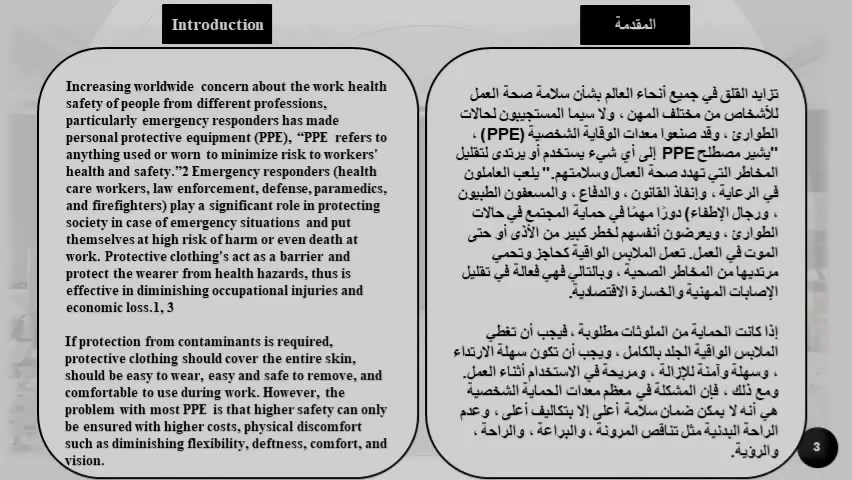 Introduction
المقدمة
Increasing worldwide concern about the work health
safety of people from different professions,
particularly emergency responders has made
personal protective equipment (PPE), “PPE refers to
anything used or worn to minimize risk to workers'
health and safety.”2 Emergency responders (health
care workers, law enforcement, defense, paramedics,
and firefighters) play a significant role in protecting
society in case of emergency situations and put
themselves at high risk of harm or even death at
work. Protective clothing's act as a barrier and
protect the wearer from health hazards, thus is
effective in diminishing occupational injuries and
economic loss.1, 3
If protection from contaminants is required,
protective clothing should cover the entire skin,
should be easy to wear, easy and safe to remove, and
comfortable to use during work. However, the
problem with most PPE is that higher safety can only
be ensured with higher costs, physical discomfort
such as diminishing flexibility, deftness, comfort, and
vision.
تزايد القلق في جميع أنحاء العالم بشأن سلامة صحة العمل
للأشخاص من مختلف المهن ، ولا سيما المستجيبون لحالات
الطوارئ ، وقد صنعوا معدات الوقاية الشخصية (PPE) ،
"يشير مصطلح PPE إلى أي شيء يستخدم أو يرتدى لتقليل
المخاطر التي تهدد صحة العمال وسلامتهم." يلعب العاملون
في الرعاية ، وإنفاذ القانون ، والدفاع ، والمسعفون الطبيون
، ورجال الإطفاء) دورًا مهمًا في حماية المجتمع في حالات
الطوارئ ، ويعرضون أنفسهم لخطر كبير من الأذى أو حتى
الموت في العمل. تعمل الملابس الواقية كحاجز وتحمي
مرتديها من المخاطر الصحية ، وبالتالي فهي فعالة في تقليل
الإصابات المهنية والخسارة الاقتصادية.
إذا كانت الحماية من الملوثات مطلوبة ، فيجب أن تغطي
الملابس الواقية الجلد بالكامل ، ويجب أن تكون سهلة الارتداء
، وسهلة وآمنة للإزالة ، ومريحة في الاستخدام أثناء العمل.
ومع ذلك ، فإن المشكلة في معظم معدات الحماية الشخصية
هي أنه لا يمكن ضمان سلامة أعلى إلا بتكاليف أعلى ، وعدم
الراحة البدنية مثل تناقص المرونة ، والبراعة ، والراحة ،
والرؤية.
3